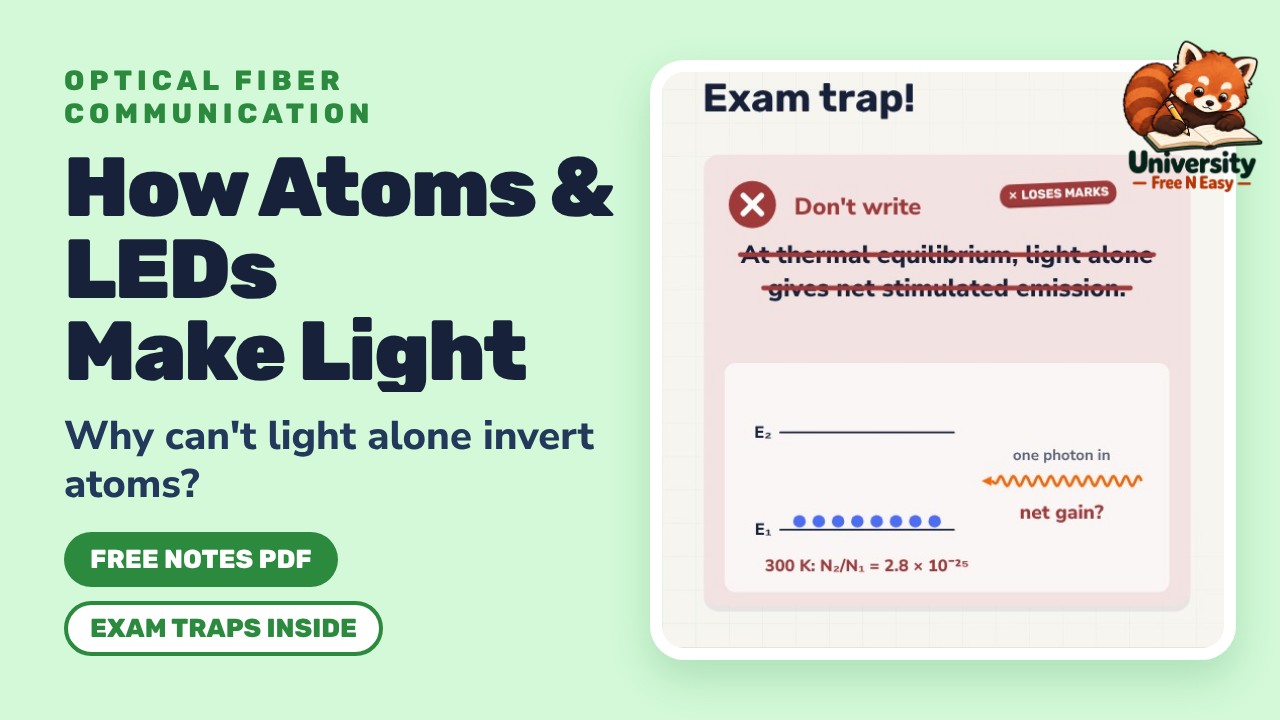 OPTICAL FIBER
COMMUNICATION
How Atoms &
LEDs
Make Light
Why can't light alone invert
atoms?
FREE NOTES PDF
EXAM TRAPS INSIDE
Exam trap!
Don't write
× LOSES MARKS
At thermal equilibrium, light alone
gives net stimulated emission.
E₂
one photon in
net gain?
E₁
300 K: N₂/N₁ = 2.8 × 10⁻²⁵
University
Free N Easy